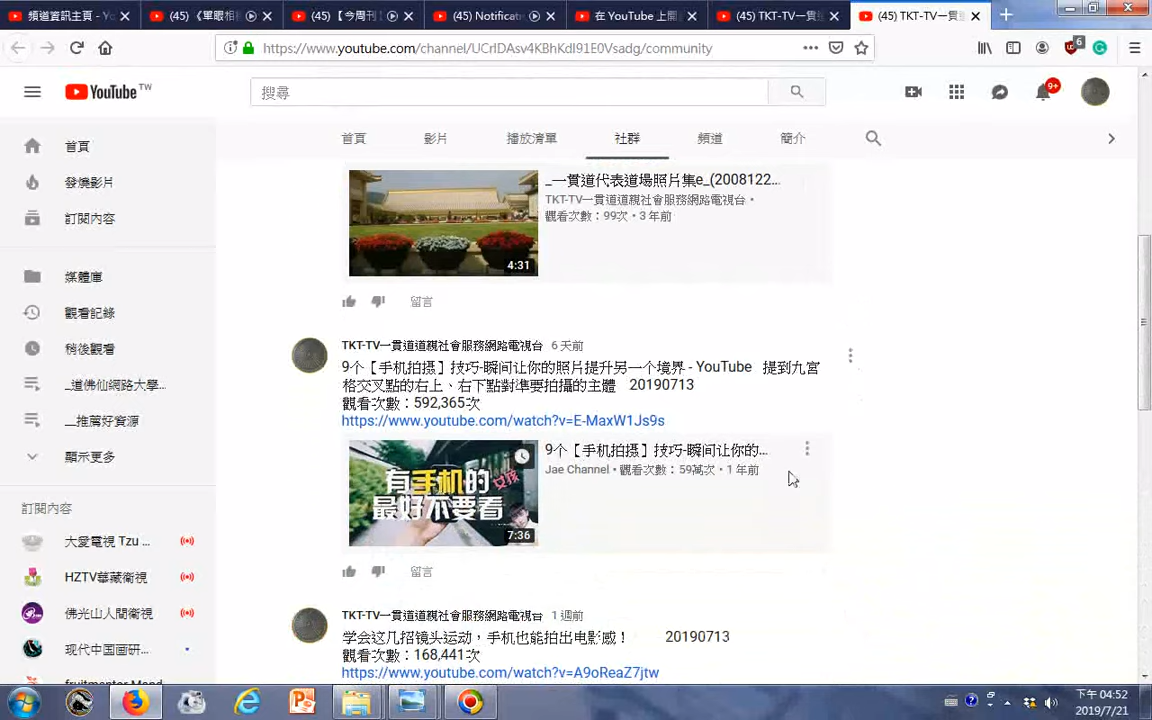 頻道資訊主頁 - Y
(45) 《單眼相
(45) 【今周刊
(45) Notificat
在 YouTube 上開
(45) TKT-TV一貫
(45) TKT-TV一貫
https://www.youtube.com/channel/UCrlDAsv4KBhKdI91E0Vsadg/community
6
YouTube TW
搜尋
9+
首頁
影片
播放清單
社群
頻道
簡介
首頁
發燒影片
訂閱內容
媒體庫
觀看記錄
稍後觀看
_道佛仙網路大學...
__推薦好資源
顯示更多
訂閱內容
大愛電視 Tzu ...
HZTV華藏衛視
佛光山人間衛視
現代中国画研...
fruitmentor Mand
_一貫道代表道場照片集e_(2008122...
TKT-TV一貫道道親社會服務網路電視台•
觀看次數：99次 • 3 年前
4:31
留言
TKT-TV一貫道道親社會服務網路電視台 6 天前
9个【手机拍摄】技巧-瞬间让你的照片提升另一个境界 - YouTube 提到九宮
格交叉點的右上、右下點對準要拍攝的主體 20190713
觀看次數：592,365次
https://www.youtube.com/watch?v=E-MaxW1Js9s
有手机的
女孩
最好不要看
7:36
9个【手机拍摄】技巧-瞬间让你的...
Jae Channel • 觀看次數：59萬次 • 1 年前
留言
TKT-TV一貫道道親社會服務網路電視台 1 週前
学会这几招镜头运动，手机也能拍出电影感！ 20190713
觀看次數：168,441次
https://www.youtube.com/watch?v=A9oReaZ7jtw
下午 04:52
2019/7/21